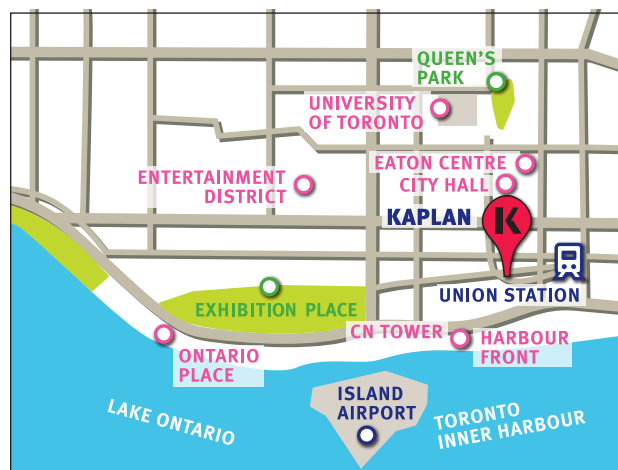 QUEEN'S
PARK
UNIVERSITY
OF TORONTO
EATON CENTRE
CITY HALL
ENTERTAINMENT
DISTRICT
KAPLAN
K
UNION STATION
EXHIBITION PLACE
CN TOWER
HARBOUR
FRONT
ONTARIO
PLACE
ISLAND
AIRPORT
LAKE ONTARIO
TORONTO
INNER HARBOUR